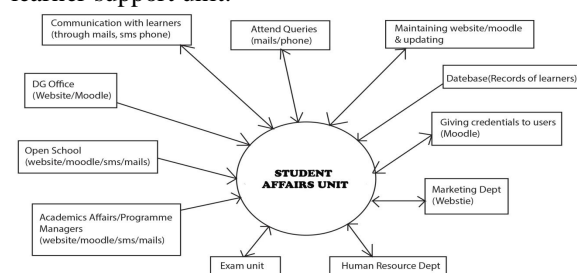 learner support unit.
Communication with learners
(through mails, sms phone)
Attend Queries
(mails/phone)
Maintaining website/moodle
& updating
DG Office
(Website/Moodle)
Datebase(Records of learners)
Giving credentials to users
(Moodle)
Open School
(website/moodle/sms/mails)
STUDENT
AFFAIRS UNIT
Marketing Dept
(Webstie)
Academics Affairs/Programme
Managers
(website/moodle/sms/mails)
Exam unit
Human Resource Dept